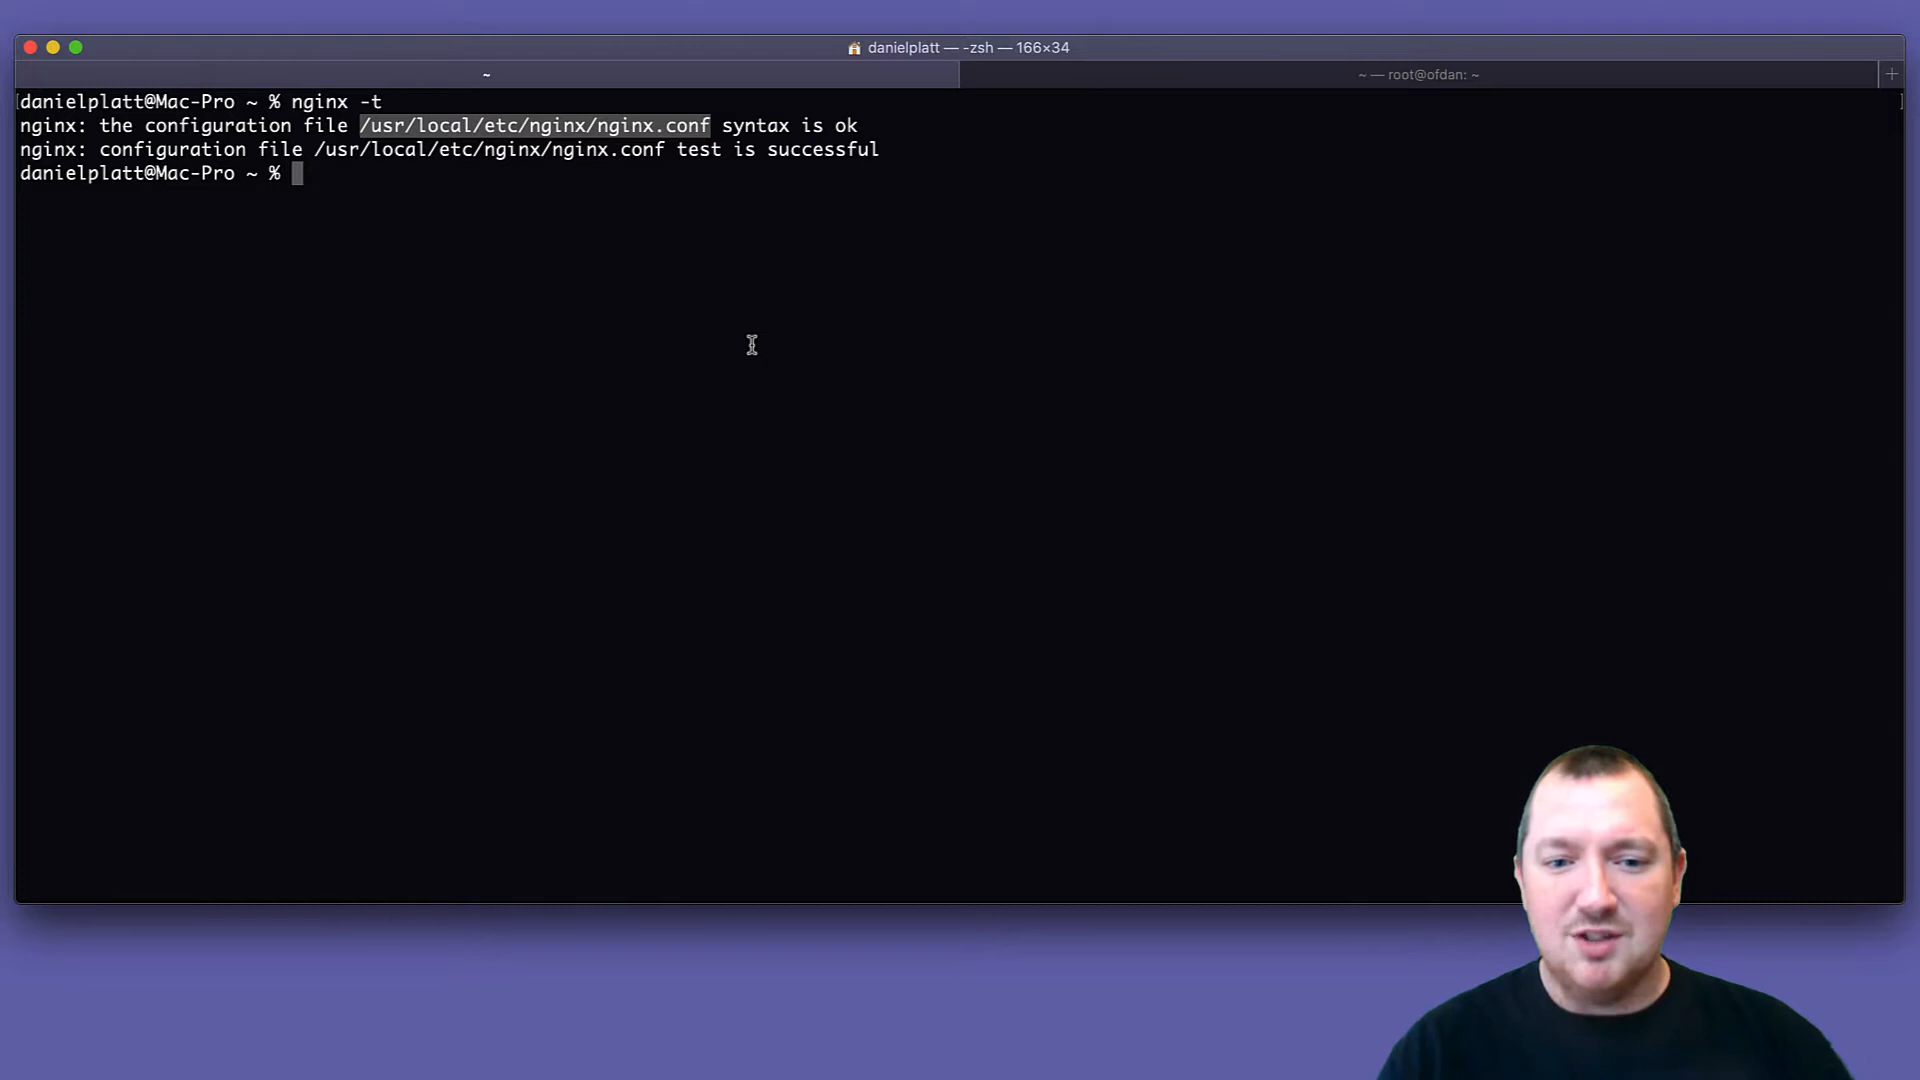 danielplatt — -zsh — 166×34
~
~ — root@ofdan: ~
danielplatt@Mac-Pro ~ % nginx -t
nginx: the configuration file /usr/local/etc/nginx/nginx.conf syntax is ok
nginx: configuration file /usr/local/etc/nginx/nginx.conf test is successful
danielplatt@Mac-Pro ~ %